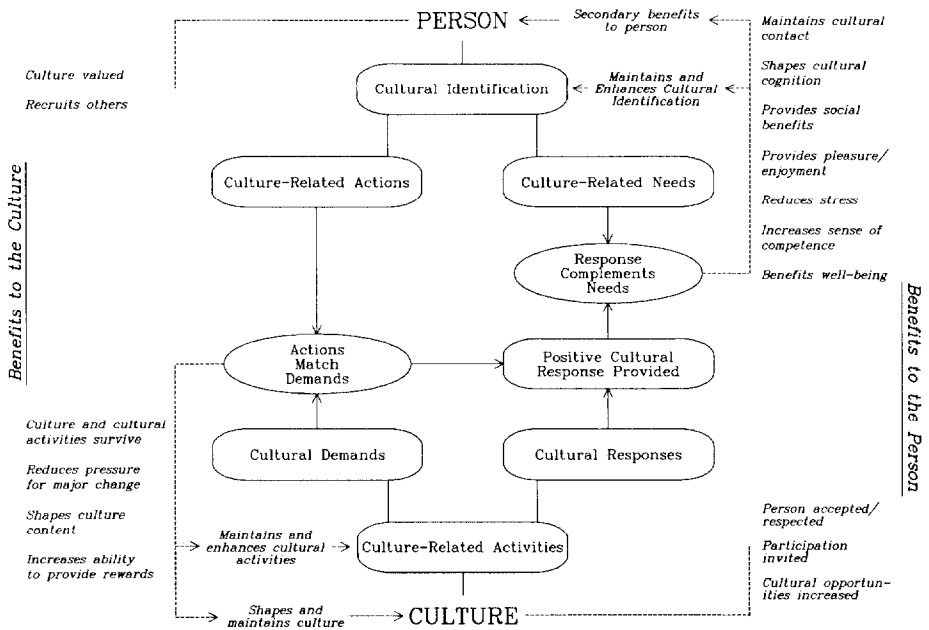 PERSON
Secondary benefits
to person
Maintains cultural
contact
Culture valued
Recruits others
Cultural Identification
Maintains and
Enhances Cultural
Identification
Shapes cultural
cognition
Provides social
benefits
Provides pleasure/
enjoyment
Reduces stress
Increases sense of
competence
Benefits well-being
Benefits to the Culture
Culture-Related Actions
Culture-Related Needs
Response
Complements
Needs
Actions
Match
Demands
Positive Cultural
Response Provided
Benefits to the Person
Culture and cultural
activities survive
Reduces pressure
for major change
Shapes culture
content
Increases ability
to provide rewards
Cultural Demands
Cultural Responses
Maintains and
enhances cultural
activities
Culture-Related Activities
Person accepted/
respected
Participation
invited
Cultural opportun-
ities increased
Shapes and
maintains culture
CULTURE